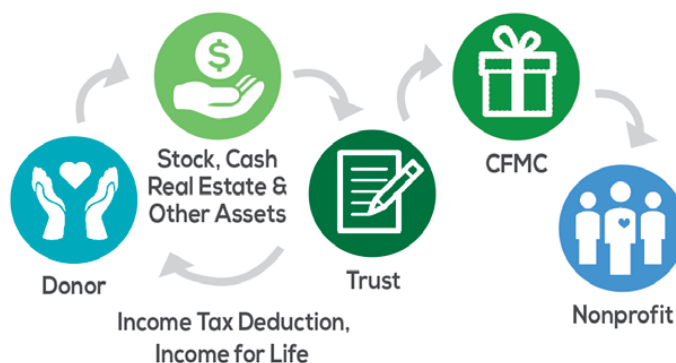 $
Stock, Cash
Real Estate &
Other Assets
CFMC
Donor
Trust
Nonprofit
Income Tax Deduction,
Income for Life